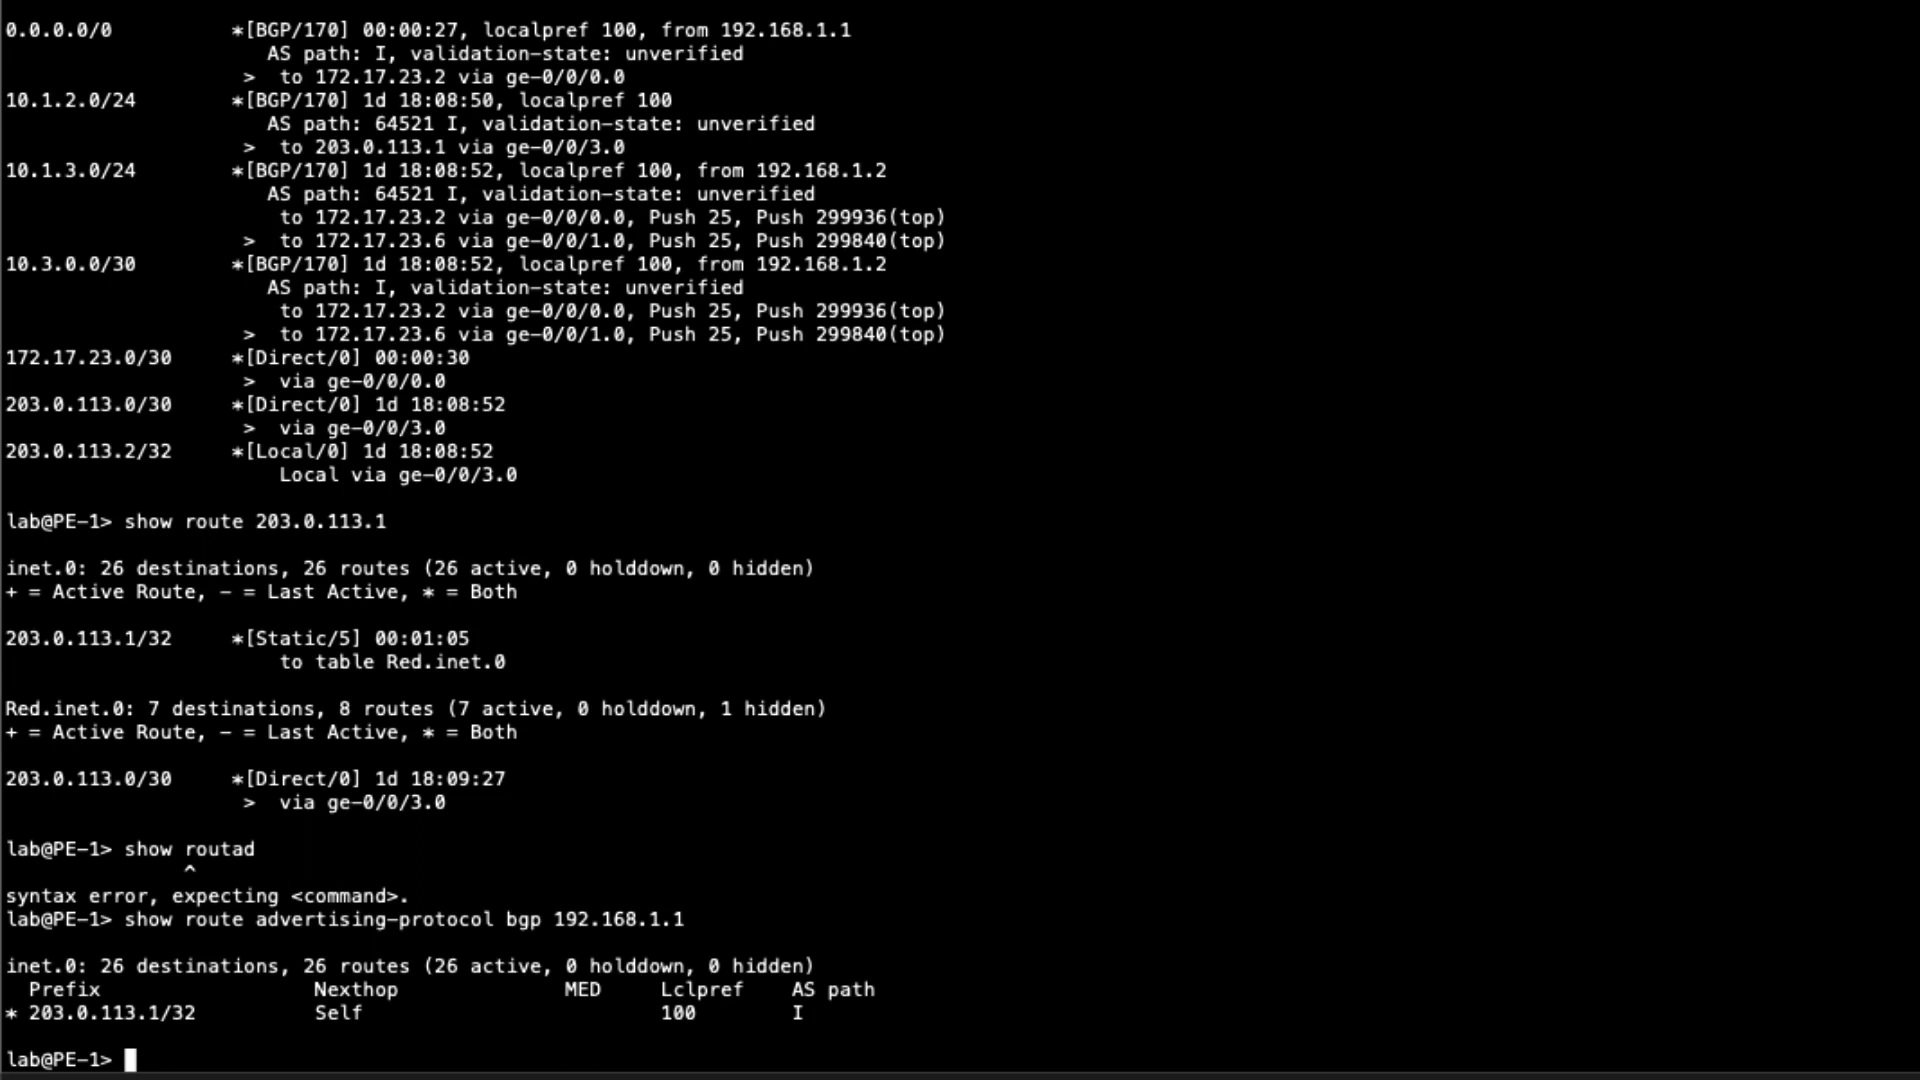 0.0.0.0/0          *[BGP/170] 00:00:27, localpref 100, from 192.168.1.1
                      AS path: I, validation-state: unverified
                    >  to 172.17.23.2 via ge-0/0/0.0
10.1.2.0/24        *[BGP/170] 1d 18:08:50, localpref 100
                      AS path: 64521 I, validation-state: unverified
                    >  to 203.0.113.1 via ge-0/0/3.0
10.1.3.0/24        *[BGP/170] 1d 18:08:52, localpref 100, from 192.168.1.2
                      AS path: 64521 I, validation-state: unverified
                       to 172.17.23.2 via ge-0/0/0.0, Push 25, Push 299936(top)
                    >  to 172.17.23.6 via ge-0/0/1.0, Push 25, Push 299840(top)
10.3.0.0/30        *[BGP/170] 1d 18:08:52, localpref 100, from 192.168.1.2
                      AS path: I, validation-state: unverified
                       to 172.17.23.2 via ge-0/0/0.0, Push 25, Push 299936(top)
                    >  to 172.17.23.6 via ge-0/0/1.0, Push 25, Push 299840(top)
172.17.23.0/30     *[Direct/0] 00:00:30
                    >  via ge-0/0/0.0
203.0.113.0/30     *[Direct/0] 1d 18:08:52
                    >  via ge-0/0/3.0
203.0.113.2/32     *[Local/0] 1d 18:08:52
                       Local via ge-0/0/3.0
lab@PE-1> show route 203.0.113.1
inet.0: 26 destinations, 26 routes (26 active, 0 holddown, 0 hidden)
+ = Active Route, - = Last Active, * = Both
203.0.113.1/32     *[Static/5] 00:01:05
                       to table Red.inet.0
Red.inet.0: 7 destinations, 8 routes (7 active, 0 holddown, 1 hidden)
+ = Active Route, - = Last Active, * = Both
203.0.113.0/30     *[Direct/0] 1d 18:09:27
                    >  via ge-0/0/3.0
lab@PE-1> show routad
               ^
syntax error, expecting <command>.
lab@PE-1> show route advertising-protocol bgp 192.168.1.1
inet.0: 26 destinations, 26 routes (26 active, 0 holddown, 0 hidden)
  Prefix                  Nexthop              MED     Lclpref    AS path
* 203.0.113.1/32          Self                         100        I
lab@PE-1>